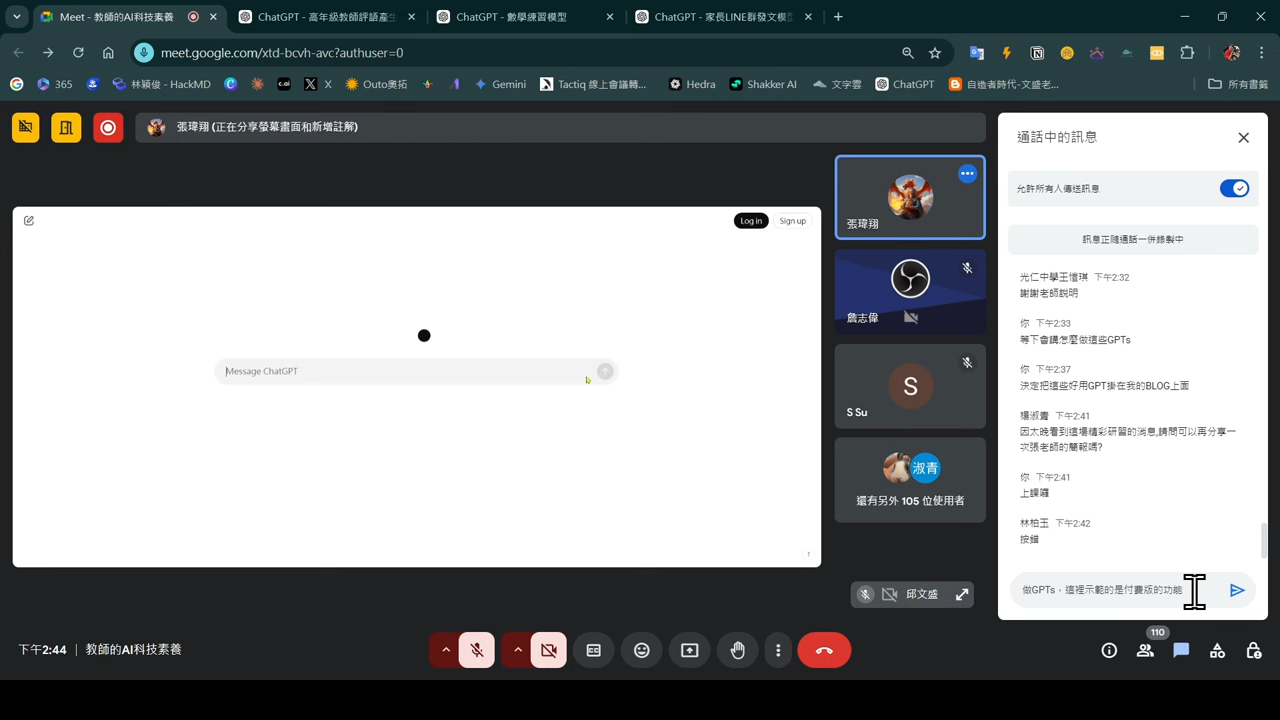 Meet - 教師的AI科技素養
ChatGPT - 高年級教師評語產生
ChatGPT - 數學練習模型
ChatGPT - 家長LINE群發文模型
meet.google.com/xtd-bcvh-avc?authuser=0
365
林穎俊 - HackMD
c.ai
X
Outo奧拓
Gemini
Tactiq 線上會議轉...
Hedra
Shakker AI
文字雲
ChatGPT
自造者時代-文盛老...
所有書籤
張瑋翔 (正在分享螢幕畫面和新增註解)
Log in
Sign up
Message ChatGPT
?
張瑋翔
詹志偉
S
S Su
淑青
還有另外 105 位使用者
邱文盛
通話中的訊息
允許所有人傳送訊息
訊息正隨通話一併錄製中
光仁中學王愷琪 下午2:32
謝謝老師說明
你 下午2:33
等下會講怎麼做這些GPTs
你 下午2:37
決定把這些好用GPT掛在我的BLOG上面
楊淑青 下午2:41
因太晚看到這場精彩研習的消息,請問可以再分享一
次張老師的簡報嗎?
你 下午2:41
上課囉
林柏玉 下午2:42
按錯
做GPTs，這裡示範的是付費版的功能
下午2:44
教師的AI科技素養
110